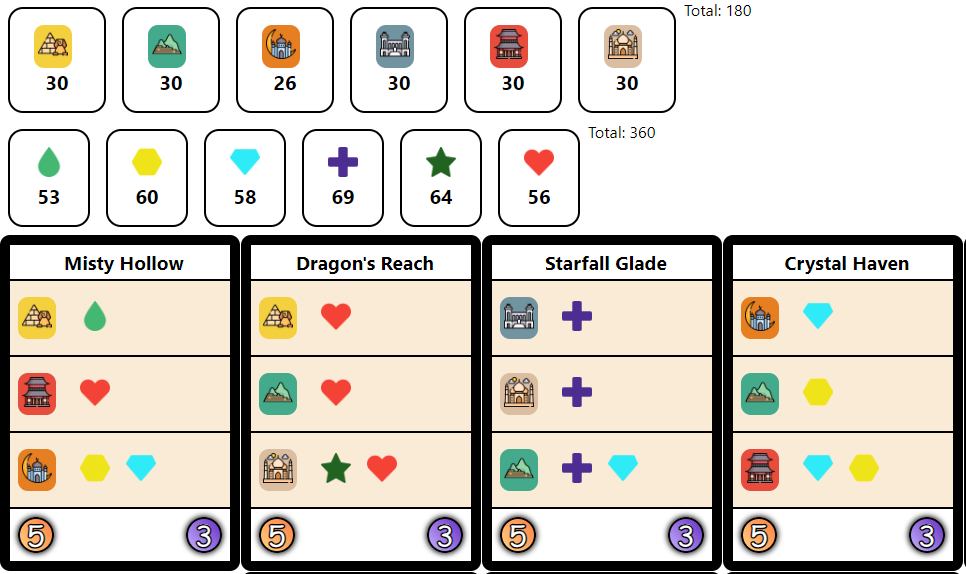 Total: 180
30 30 26 30 30 30
Total: 360
53 60 58 69 64 56
Misty Hollow
Dragon's Reach
Starfall Glade
Crystal Haven
5 3
5 3
5 3
5 3